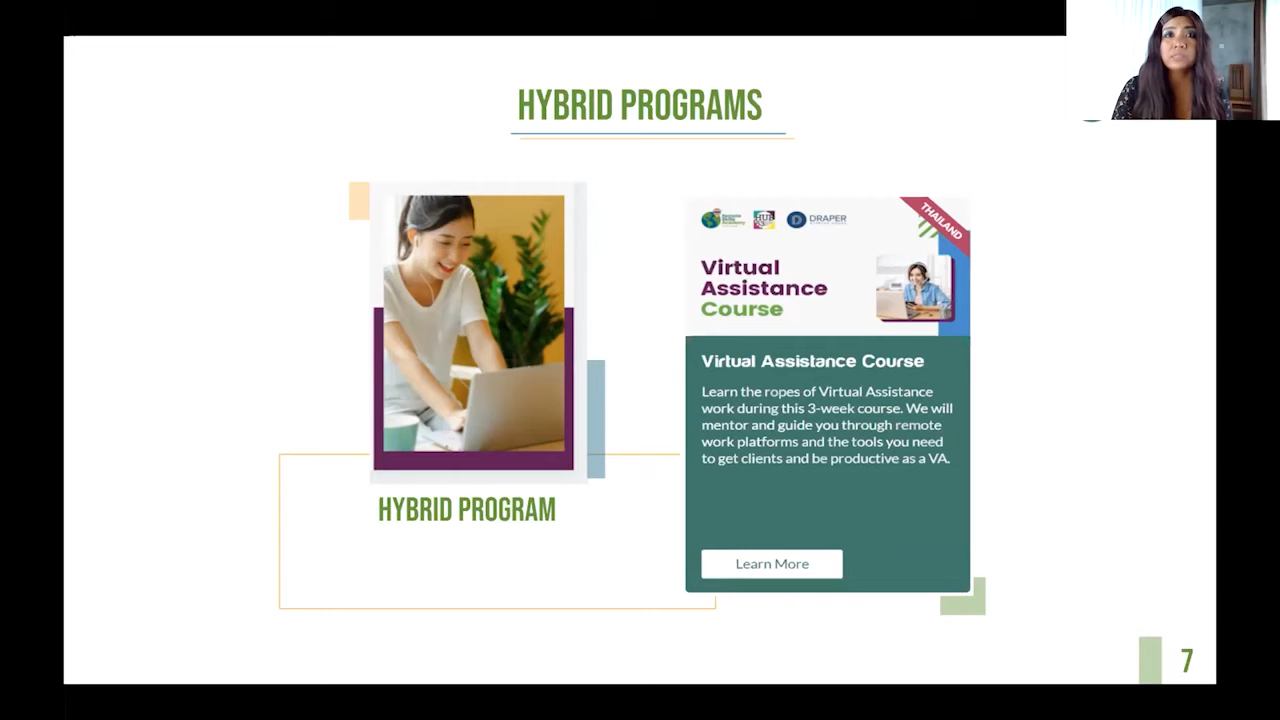 HYBRID PROGRAMS
HUB
DRAPER
THAILAND
Virtual
Assistance
Course
Virtual Assistance Course
Learn the ropes of Virtual Assistance
work during this 3-week course. We will
mentor and guide you through remote
work platforms and the tools you need
to get clients and be productive as a VA.
Learn More
HYBRID PROGRAM
7